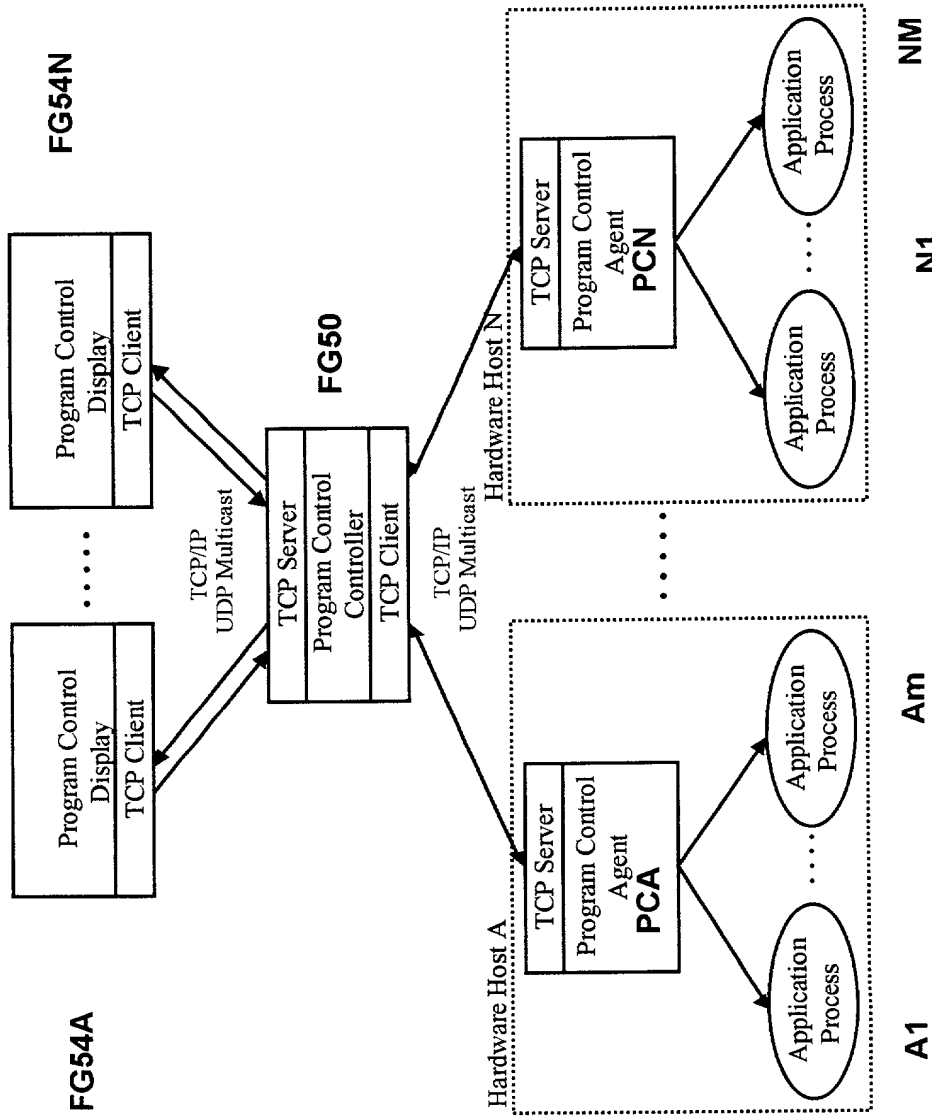 FG54A
FG54N
Program Control
Display
TCP Client
. . . . . .
Program Control
Display
TCP Client
TCP/IP
UDP Multicast
FG50
TCP Server
Program Control
Controller
TCP Client
TCP/IP
UDP Multicast
Hardware Host A
TCP Server
Program Control
Agent
PCA
Application
Process
. . . . .
Application
Process
A1
Am
. . . . . .
Hardware Host N
TCP Server
Program Control
Agent
PCN
Application
Process
. . . . .
Application
Process
N1
NM